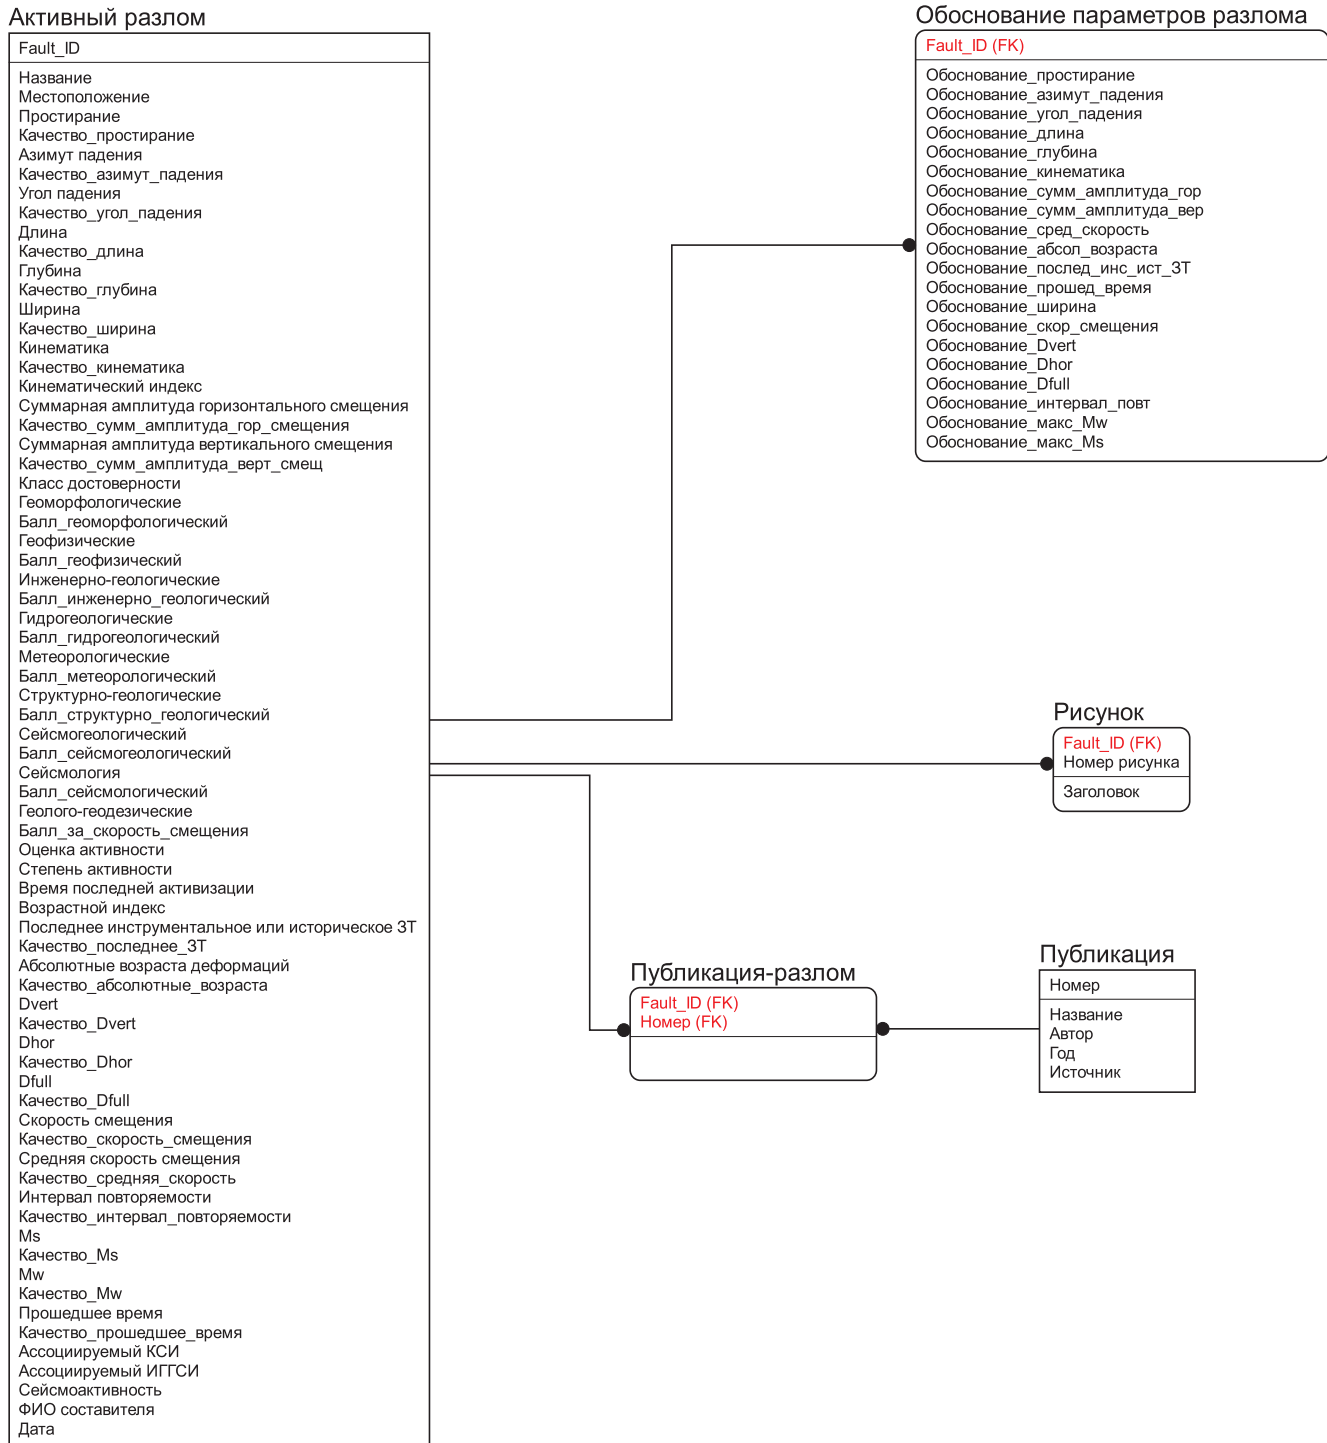 Активный разлом
Fault_ID
Название
Местоположение
Простирание
Качество_простирание
Азимут падения
Качество_азимут_падения
Угол падения
Качество_угол_падения
Длина
Качество_длина
Глубина
Качество_глубина
Ширина
Качество_ширина
Кинематика
Качество_кинематика
Кинематический индекс
Суммарная амплитуда горизонтального смещения
Качество_сумм_амплитуда_гор_смещения
Суммарная амплитуда вертикального смещения
Качество_сумм_амплитуда_верт_смещ
Класс достоверности
Геоморфологические
Балл_геоморфологический
Геофизические
Балл_геофизический
Инженерно-геологические
Балл_инженерно_геологический
Гидрогеологические
Балл_гидрогеологический
Метеорологические
Балл_метеорологический
Структурно-геологические
Балл_структурно_геологический
Сейсмогеологический
Балл_сейсмогеологический
Сейсмология
Балл_сейсмологический
Геолого-геодезические
Балл_за_скорость_смещения
Оценка активности
Степень активности
Время последней активизации
Возрастной индекс
Последнее инструментальное или историческое ЗТ
Качество_последнее_ЗТ
Абсолютные возраста деформаций
Качество_абсолютные_возраста
Dvert
Качество_Dvert
Dhor
Качество_Dhor
Dfull
Качество_Dfull
Скорость смещения
Качество_скорость_смещения
Средняя скорость смещения
Качество_средняя_скорость
Интервал повторяемости
Качество_интервал_повторяемости
Ms
Качество_Ms
Mw
Качество_Mw
Прошедшее время
Качество_прошедшее_время
Ассоциируемый КСИ
Ассоциируемый ИГГСИ
Сейсмоактивность
ФИО составителя
Дата
Обоснование параметров разлома
Fault_ID (FK)
Обоснование_простирание
Обоснование_азимут_падения
Обоснование_угол_падения
Обоснование_длина
Обоснование_глубина
Обоснование_кинематика
Обоснование_сумм_амплитуда_гор
Обоснование_сумм_амплитуда_вер
Обоснование_сред_скорость
Обоснование_абсол_возраста
Обоснование_послед_инс_ист_ЗТ
Обоснование_прошед_время
Обоснование_ширина
Обоснование_скор_смещения
Обоснование_Dvert
Обоснование_Dhor
Обоснование_Dfull
Обоснование_интервал_повт
Обоснование_макс_Mw
Обоснование_макс_Ms
Рисунок
Fault_ID (FK)
Номер рисунка
Заголовок
Публикация-разлом
Fault_ID (FK)
Номер (FK)
Публикация
Номер
Название
Автор
Год
Источник